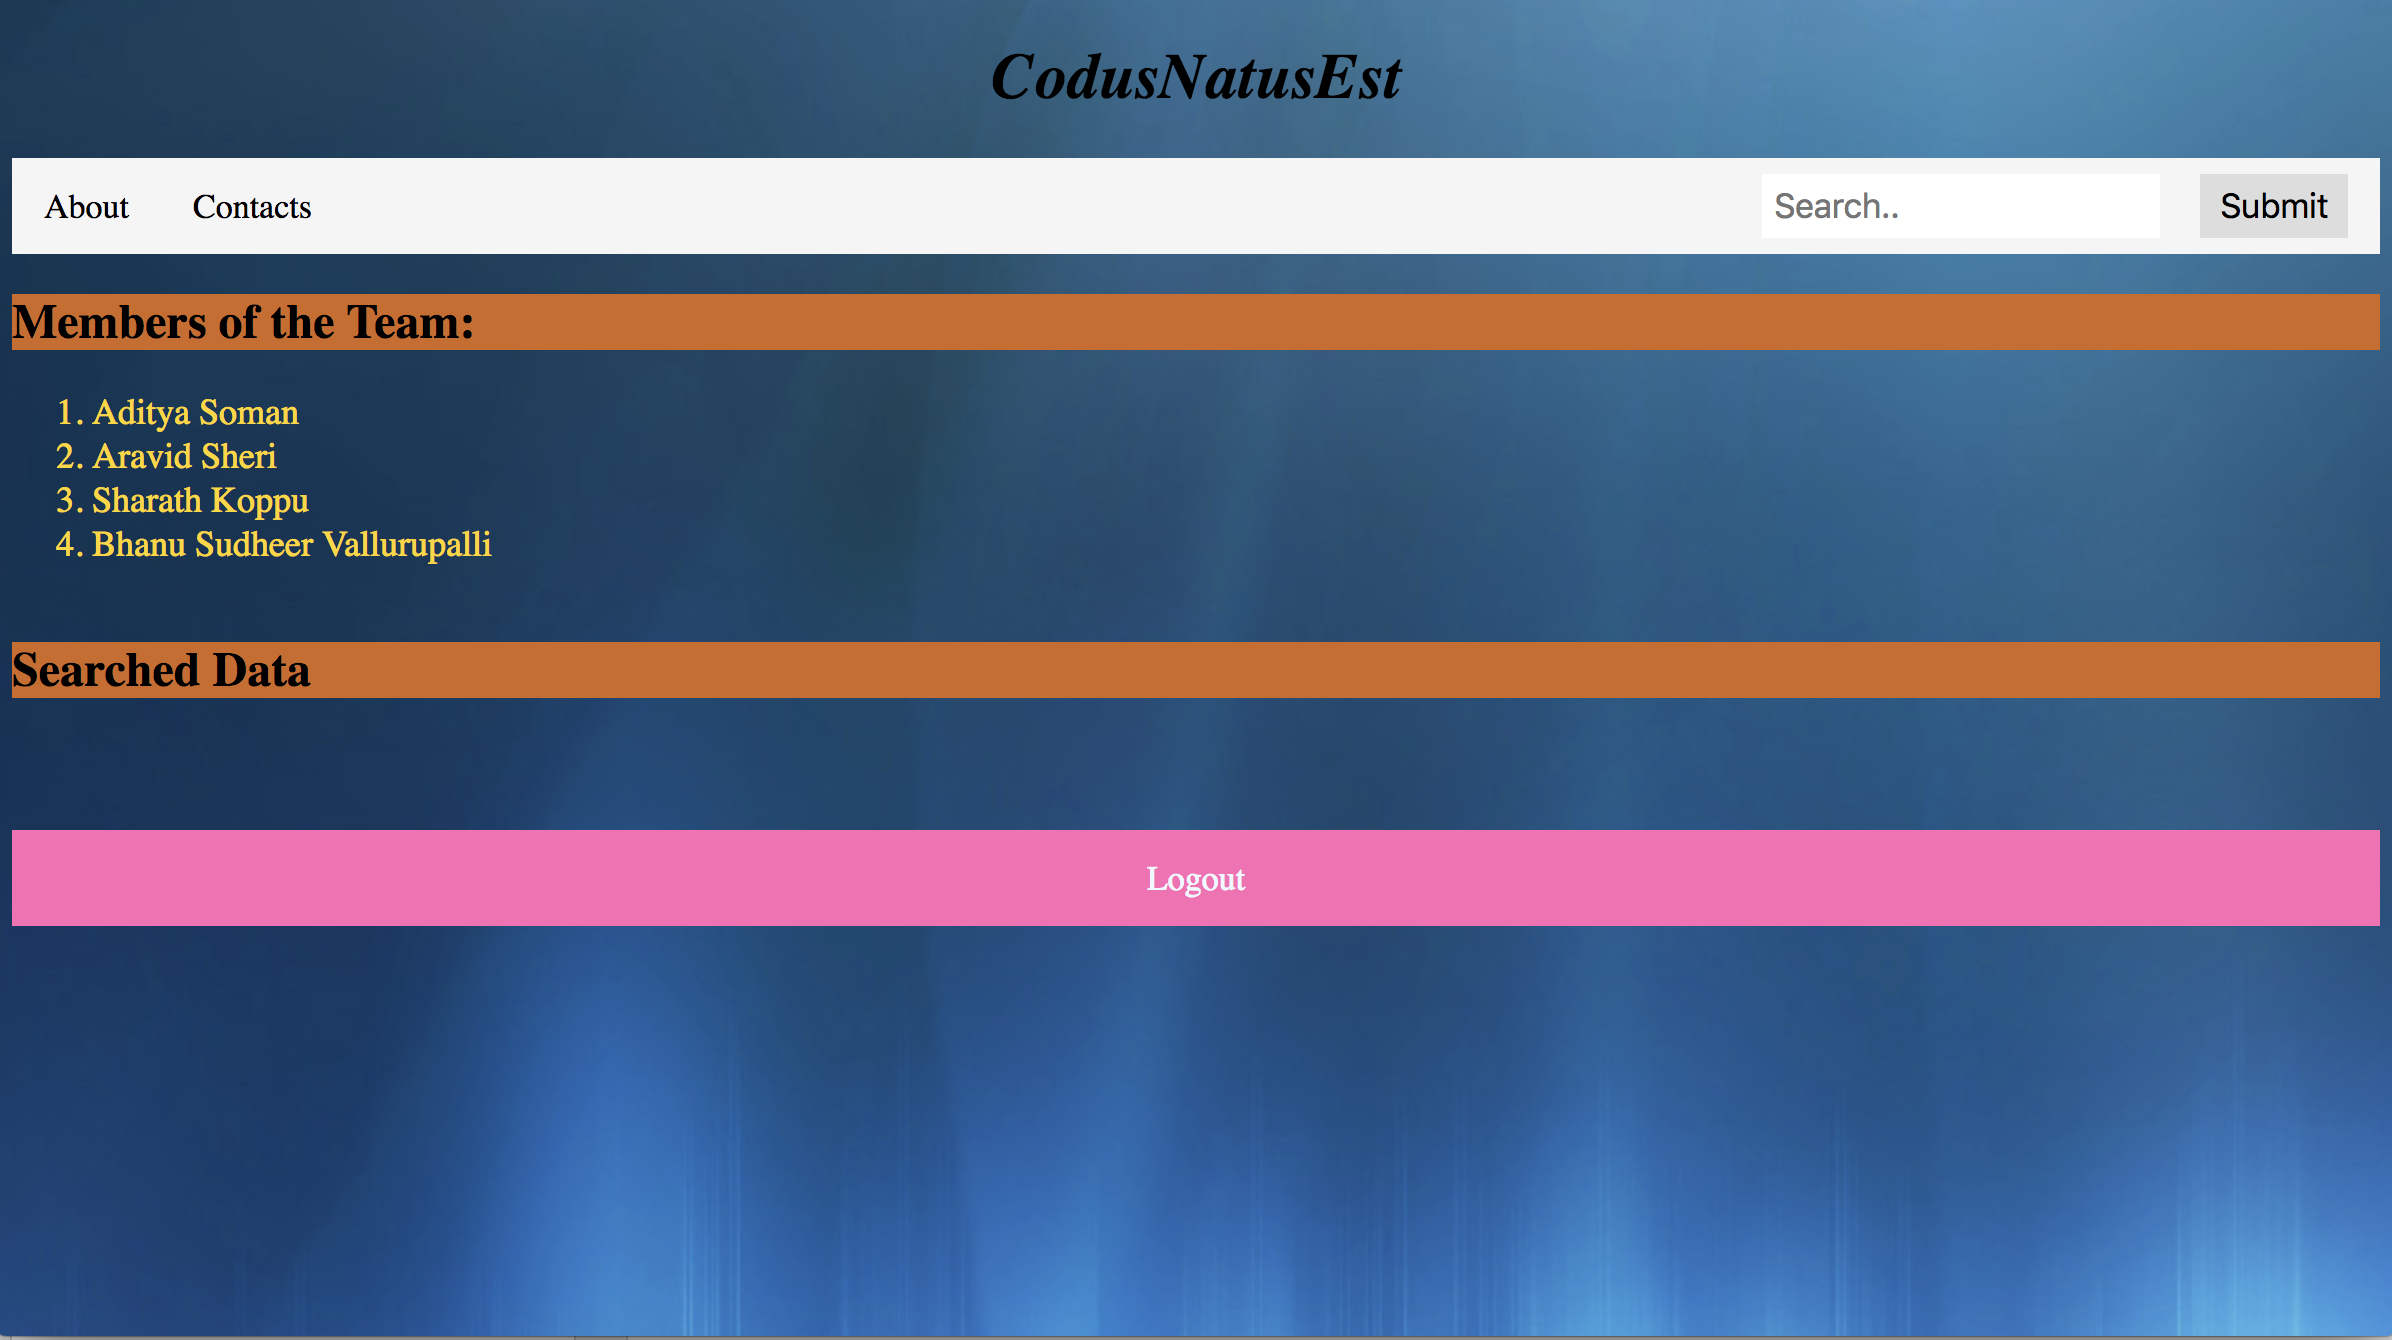 CodusNatusEst
About Contacts Search.. Submit
Members of the Team:
1. Aditya Soman
2. Aravid Sheri
3. Sharath Koppu
4. Bhanu Sudheer Vallurupalli
Searched Data
Logout